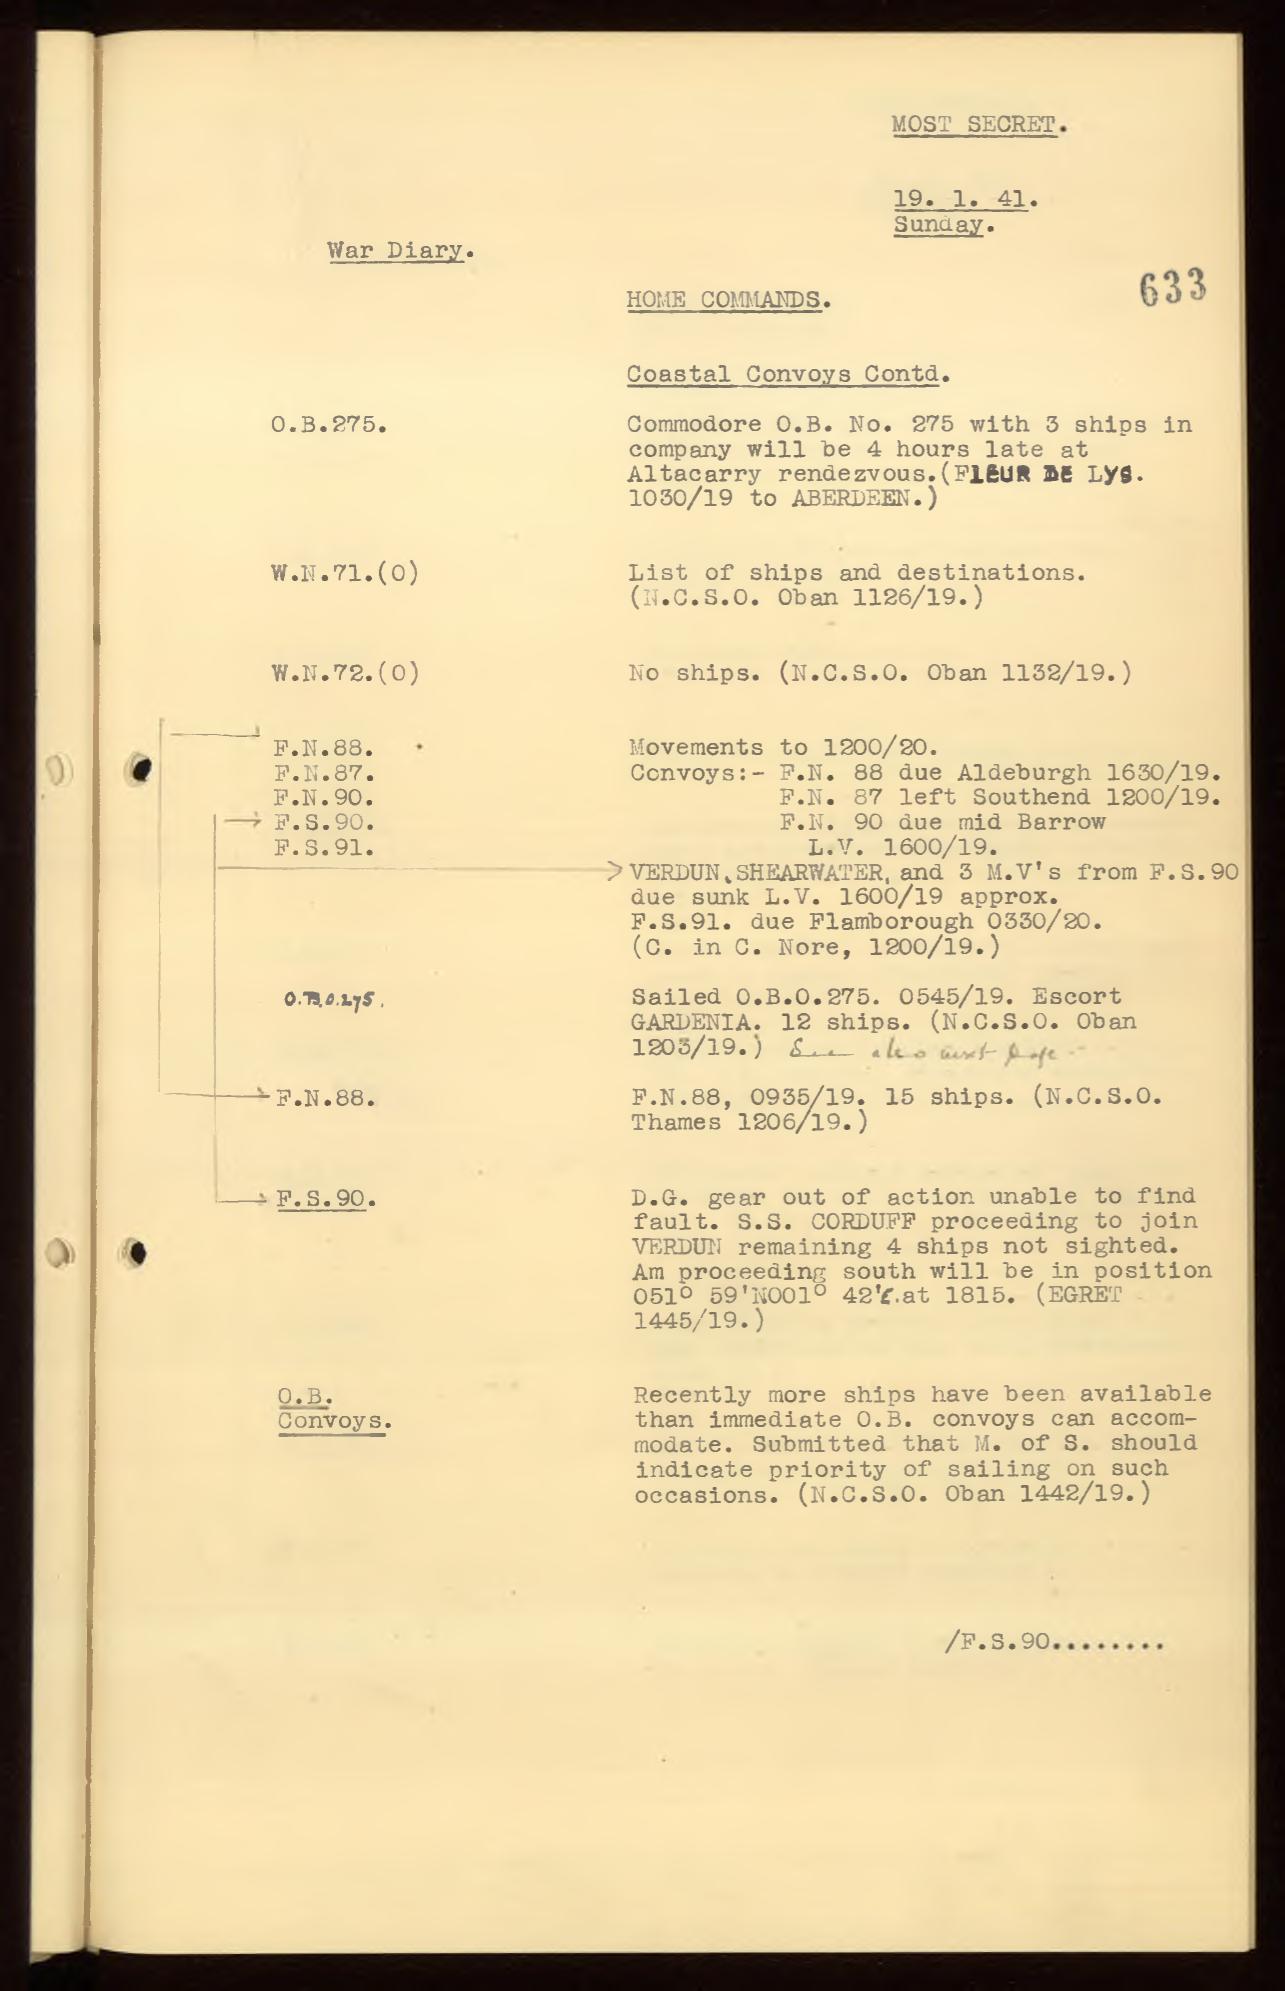 MOST SECRET.
19. 1. 41.
Sunday.
War Diary.
633
HOME COMMANDS.
Coastal Convoys Contd.
O.B.275.
Commodore O.B. No. 275 with 3 ships in
company will be 4 hours late at
Altacarry rendezvous.(FlEUR DE LYS.
1030/19 to ABERDEEN.)
W.N.71.(O)
List of ships and destinations.
(N.C.S.O. Oban 1126/19.)
W.N.72.(O)
No ships. (N.C.S.O. Oban 1132/19.)
F.N.88.
F.N.87.
F.N.90.
F.S.90.
F.S.91.
Movements to 1200/20.
Convoys:- F.N. 88 due Aldeburgh 1630/19.
F.N. 87 left Southend 1200/19.
F.N. 90 due mid Barrow
L.V. 1600/19.
VERDUN, SHEARWATER, and 3 M.V's from F.S.90
due sunk L.V. 1600/19 approx.
F.S.91. due Flamborough 0330/20.
(C. in C. Nore, 1200/19.)
O.B.O.275.
Sailed O.B.O.275. 0545/19. Escort
GARDENIA. 12 ships. (N.C.S.O. Oban
1203/19.) See also next page -
F.N.88.
F.N.88, 0935/19. 15 ships. (N.C.S.O.
Thames 1206/19.)
F.S.90.
D.G. gear out of action unable to find
fault. S.S. CORDUFF proceeding to join
VERDUN remaining 4 ships not sighted.
Am proceeding south will be in position
051° 59'N001° 42'E.at 1815. (EGRET
1445/19.)
O.B.
Convoys.
Recently more ships have been available
than immediate O.B. convoys can accom-
modate. Submitted that M. of S. should
indicate priority of sailing on such
occasions. (N.C.S.O. Oban 1442/19.)
/F.S.90........